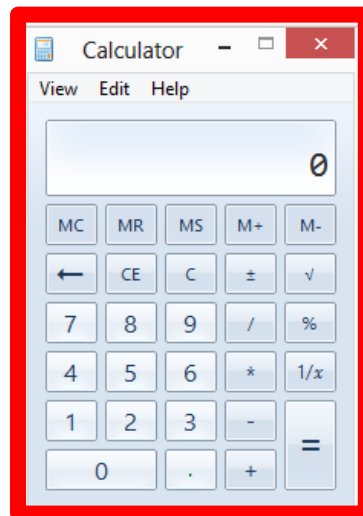 Calculator
View Edit Help
0
MC MR MS M+ M-
← CE C ± √
7 8 9 / %
4 5 6 * 1/x
1 2 3 - =
0 . +